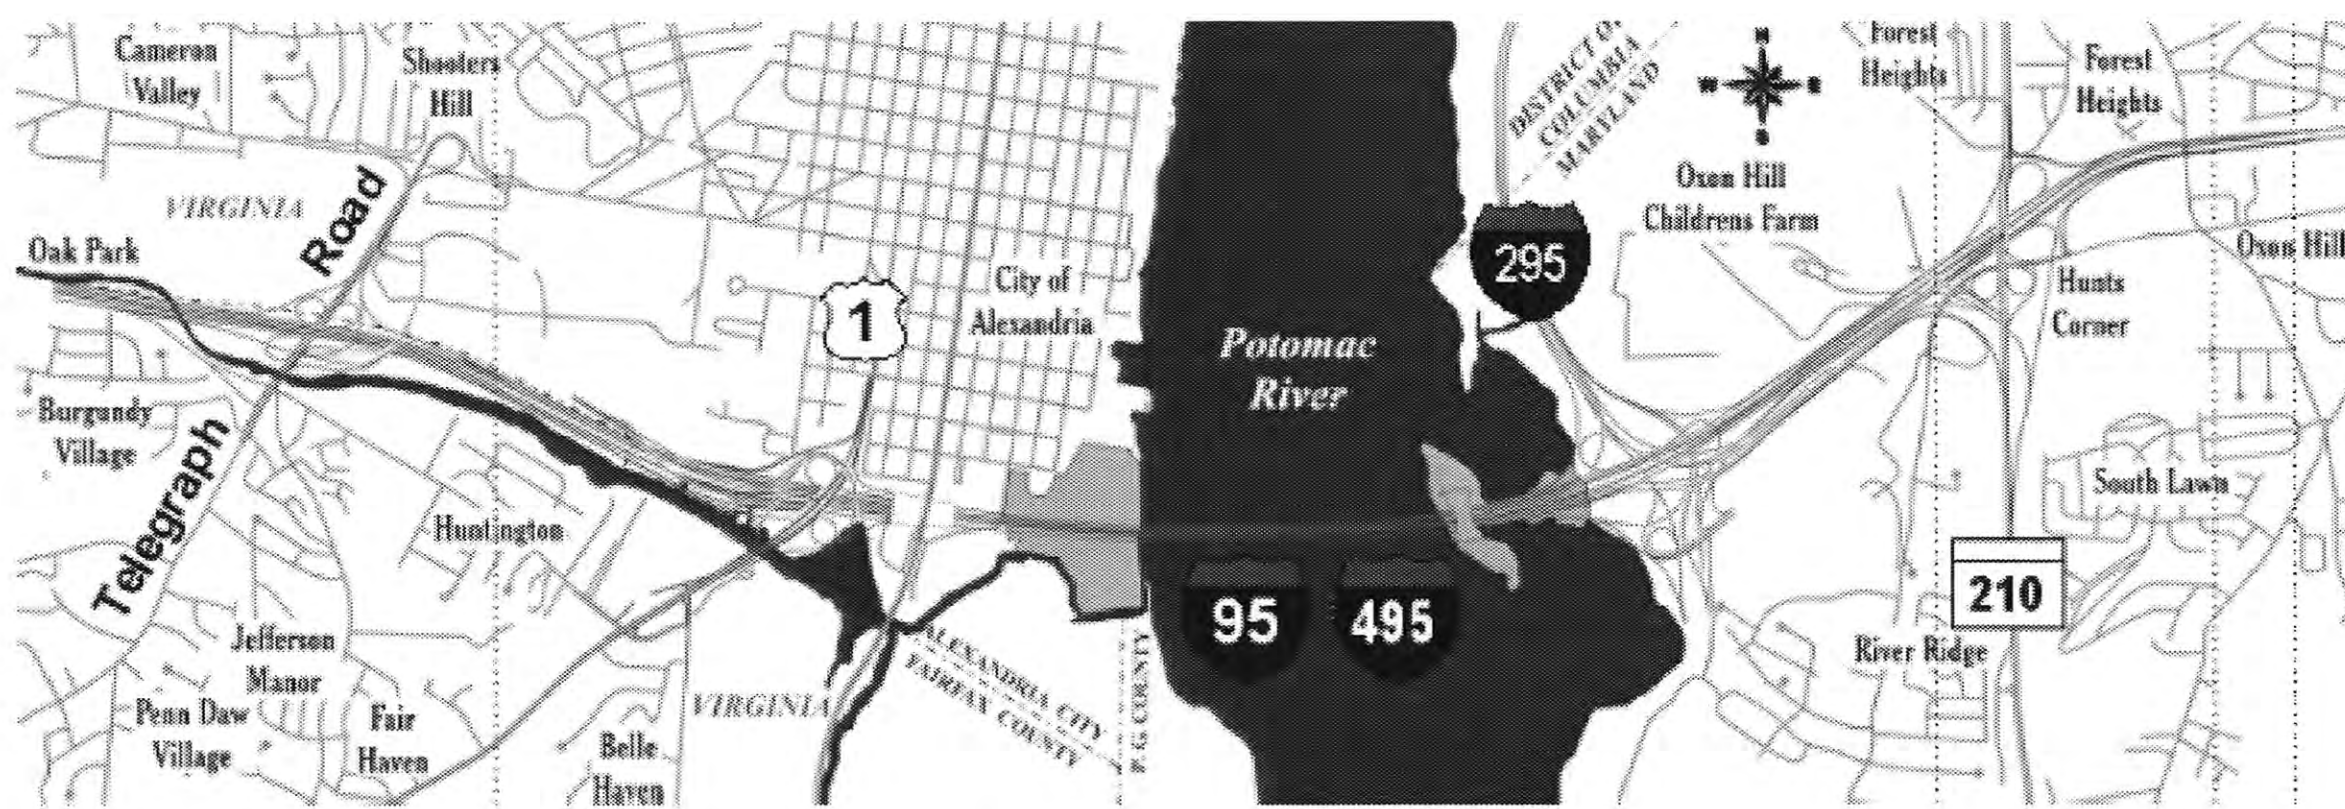 Cameron
Valley
Shooters
Hill
VIRGINIA
Road
Oak Park
Burgundy
Village
Telegraph
Huntington
Jefferson
Manor
Penn Daw
Village
Fair
Haven
Belle
Haven
VIRGINIA
1
City of
Alexandria
ALEXANDRIA CITY
FAIRFAX COUNTY
P. G. COUNTY
Potomac
River
95
495
295
DISTRICT OF
COLUMBIA
MARYLAND
N
W
E
S
Oxon Hill
Childrens Farm
Forest
Heights
Forest
Heights
Oxon Hill
Hunts
Corner
South Lawn
210
River Ridge